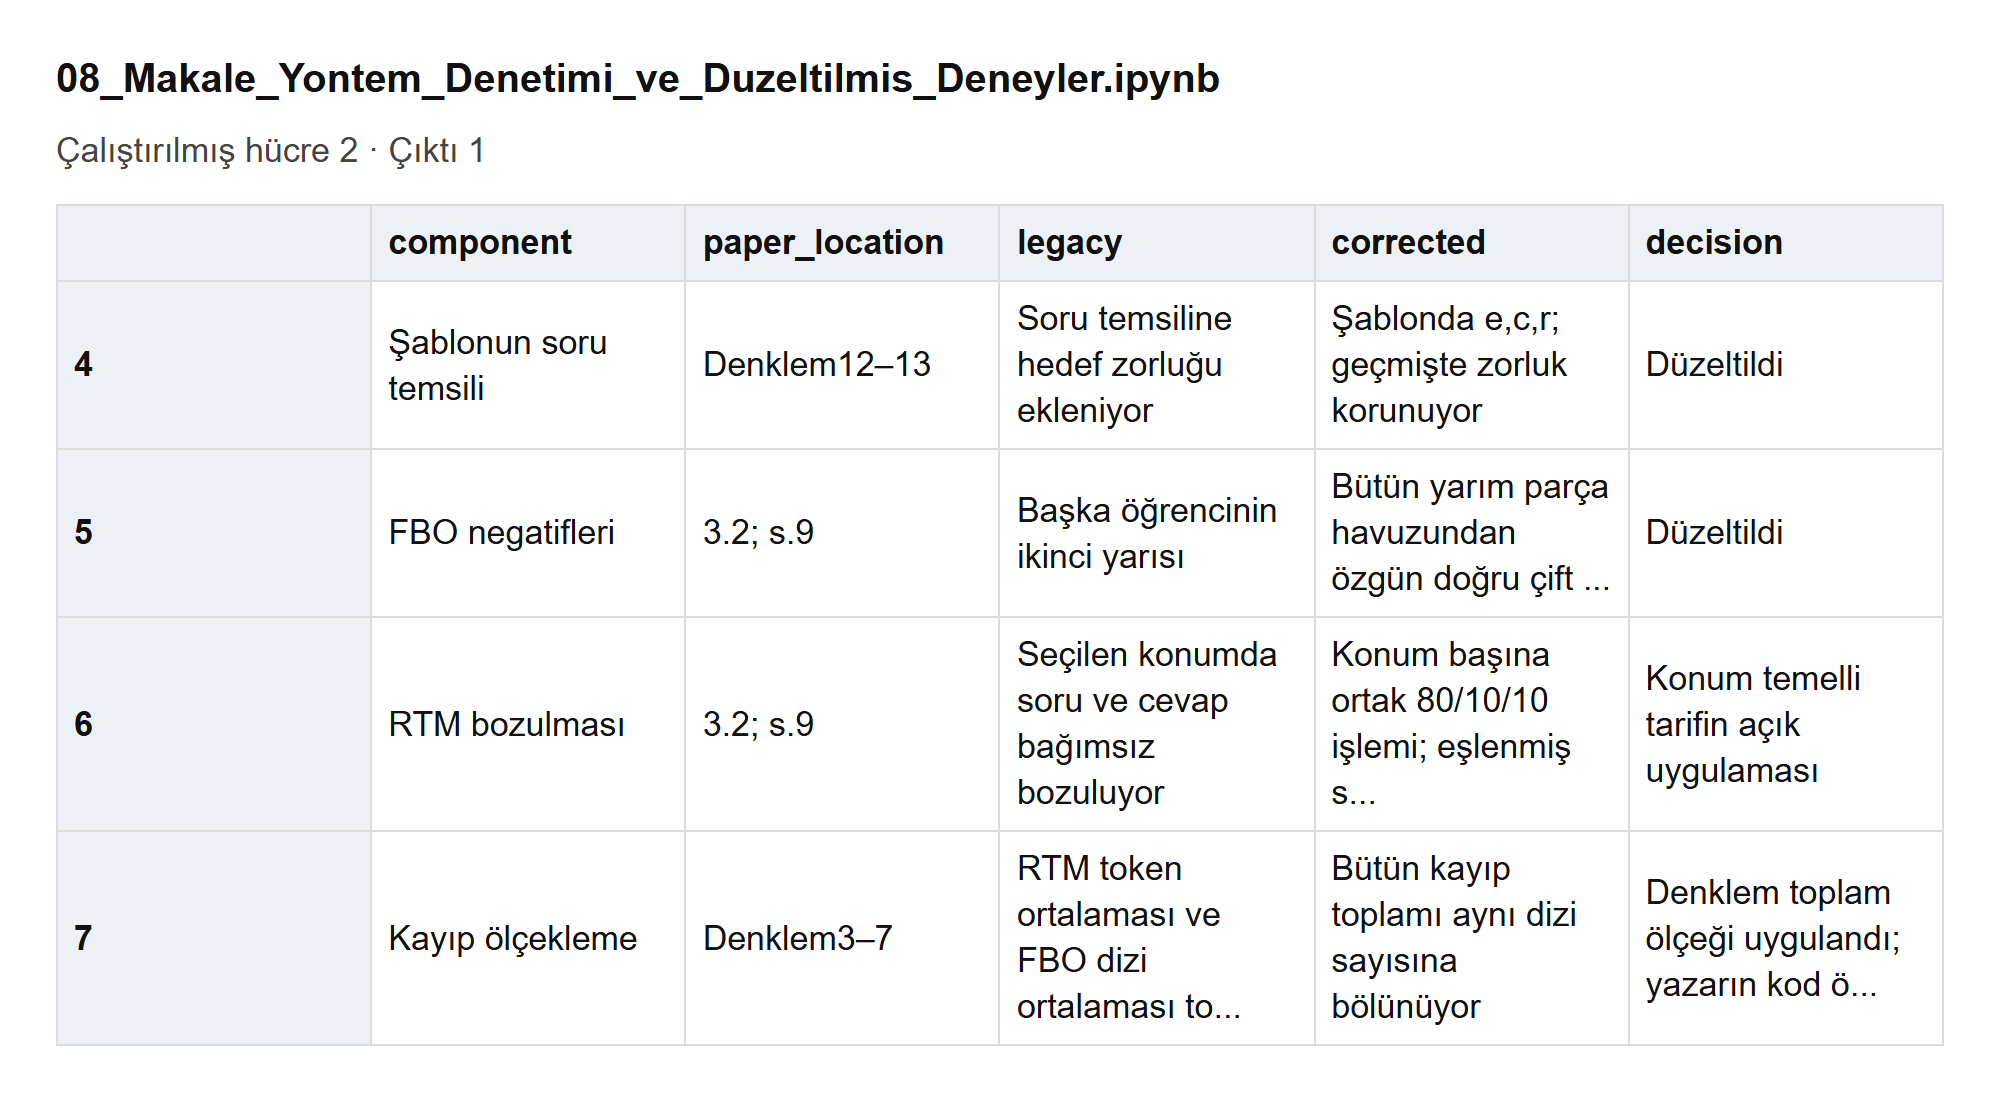 08_Makale_Yontem_Denetimi_ve_Duzeltilmis_Deneyler.ipynb
Çalıştırılmış hücre 2 · Çıktı 1
component paper_location legacy corrected decision
4
Şablonun soru
temsili
Denklem12–13
Soru temsiline
hedef zorluğu
ekleniyor
Şablonda e,c,r;
geçmişte zorluk
korunuyor
Düzeltildi
5
FBO negatifleri
3.2; s.9
Başka öğrencinin
ikinci yarısı
Bütün yarım parça
havuzundan
özgün doğru çift ...
Düzeltildi
6
RTM bozulması
3.2; s.9
Seçilen konumda
soru ve cevap
bağımsız
bozuluyor
Konum başına
ortak 80/10/10
işlemi; eşlenmiş
s...
Konum temelli
tarifin açık
uygulaması
7
Kayıp ölçekleme
Denklem3–7
RTM token
ortalaması ve
FBO dizi
ortalaması to...
Bütün kayıp
toplamı aynı dizi
sayısına
bölünüyor
Denklem toplam
ölçeği uygulandı;
yazarın kod ö...